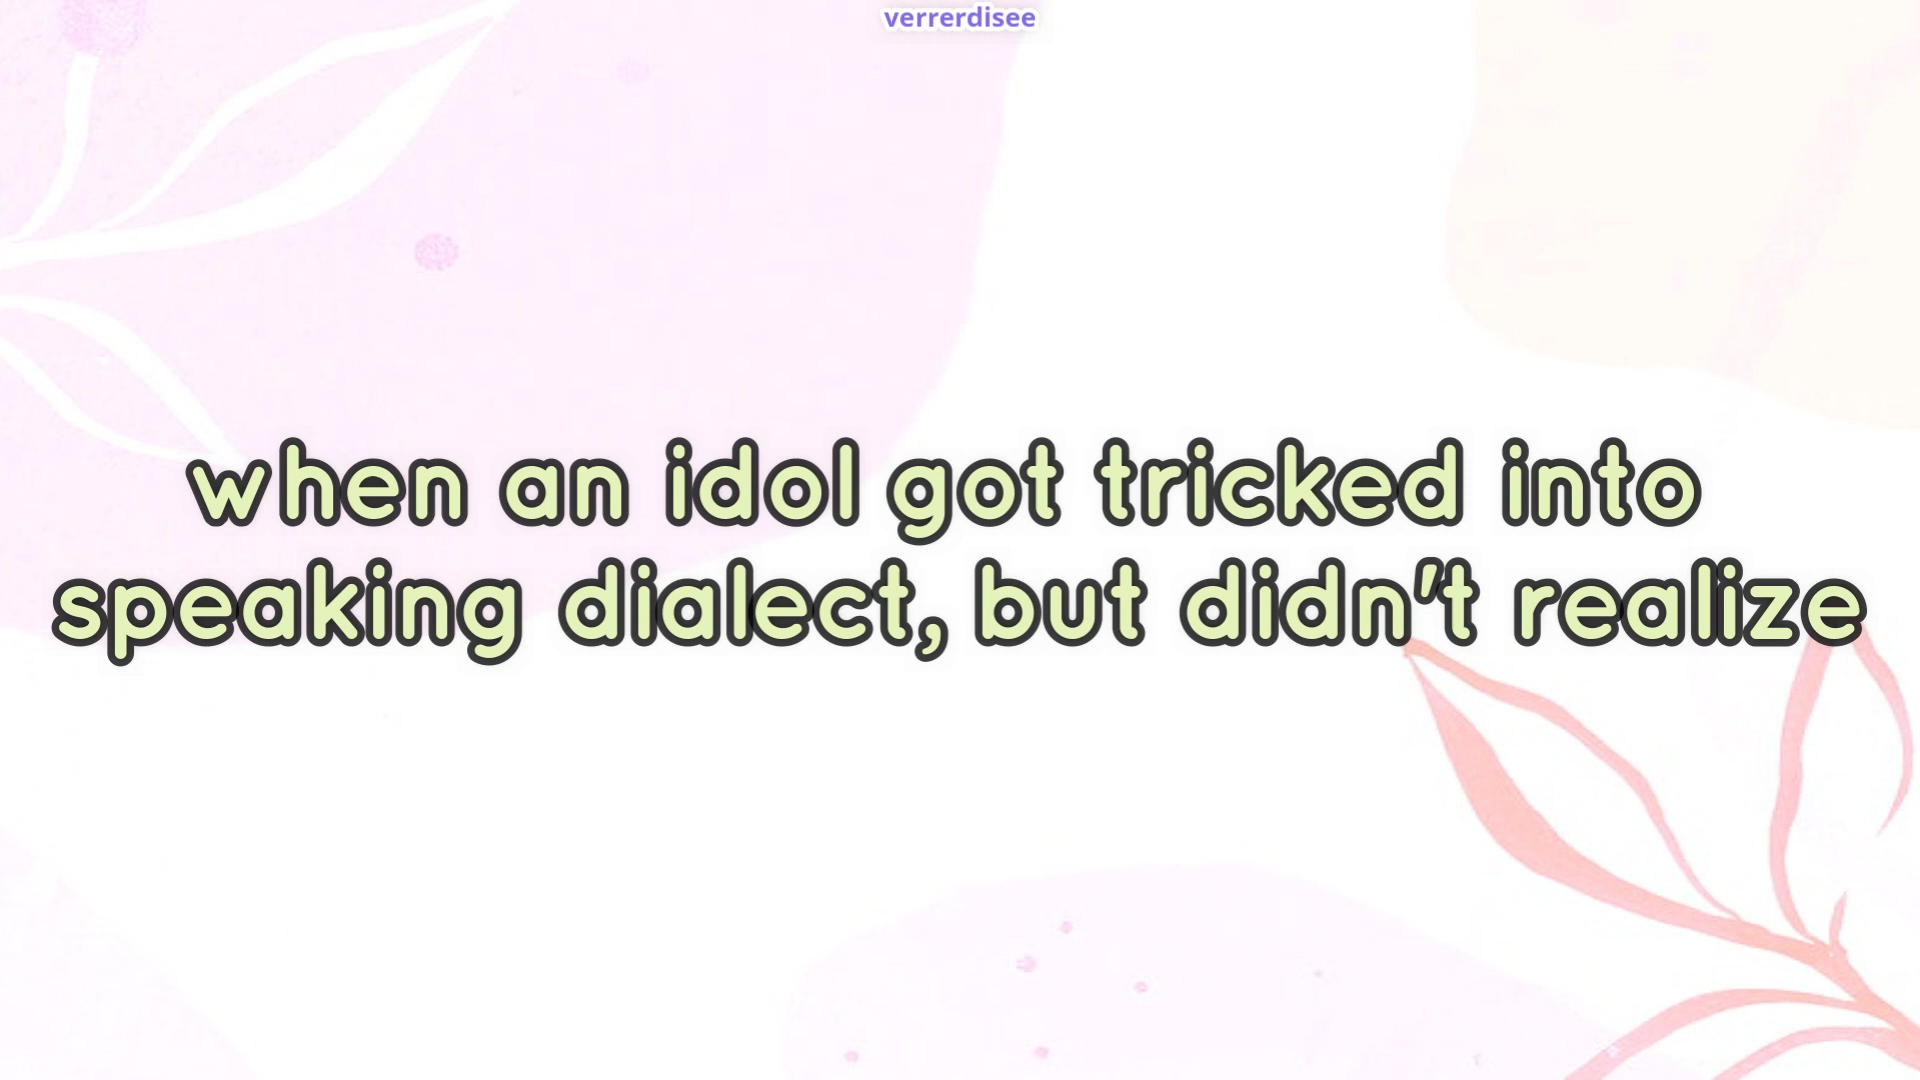 verrerdisee
when an idol got tricked into
speaking dialect, but didn't realize